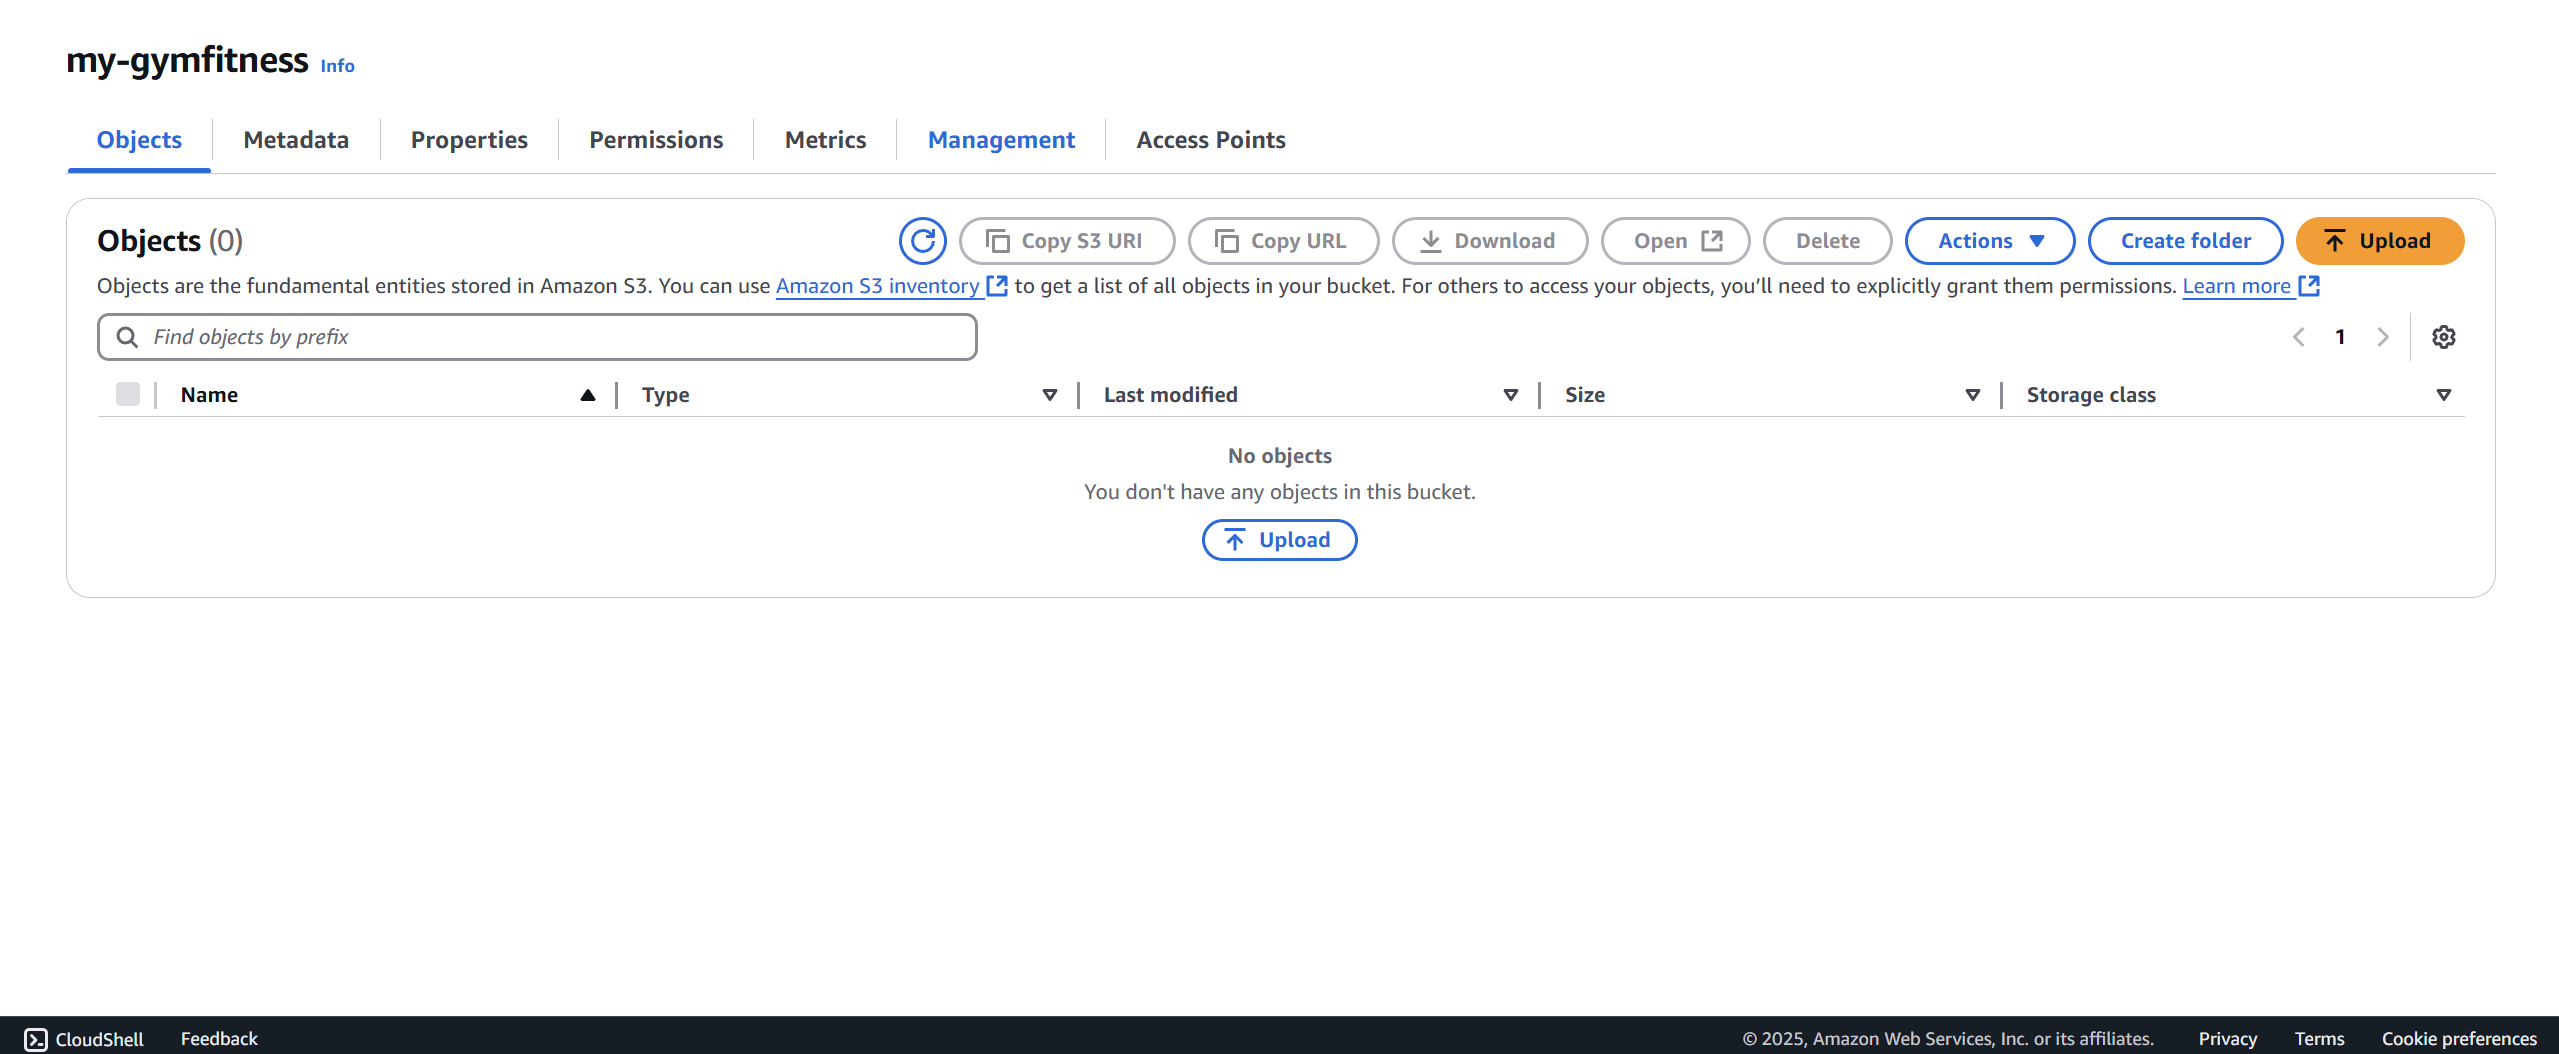 my-gymfitness Info
Objects Metadata Properties Permissions Metrics Management Access Points
Objects (0) Copy S3 URI Copy URL Download Open Delete Actions Create folder Upload
Objects are the fundamental entities stored in Amazon S3. You can use Amazon S3 inventory to get a list of all objects in your bucket. For others to access your objects, you’ll need to explicitly grant them permissions. Learn more
Find objects by prefix 1
Name Type Last modified Size Storage class
No objects
You don't have any objects in this bucket.
Upload
CloudShell Feedback © 2025, Amazon Web Services, Inc. or its affiliates. Privacy Terms Cookie preferences